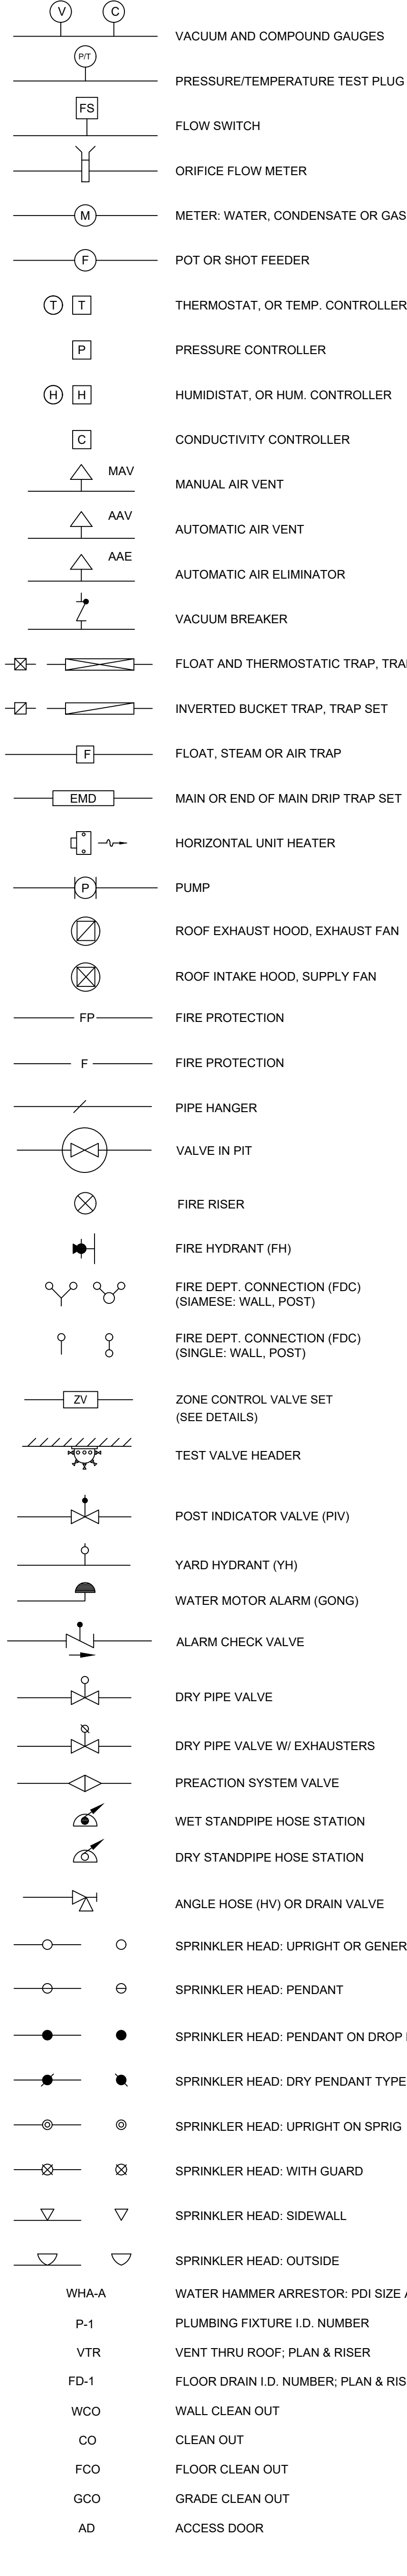 V C
VACUUM AND COMPOUND GAUGES
P/T
PRESSURE/TEMPERATURE TEST PLUG
FS
FLOW SWITCH
ORIFICE FLOW METER
M METER: WATER, CONDENSATE OR GAS
F POT OR SHOT FEEDER
T T THERMOSTAT, OR TEMP. CONTROLLER
P PRESSURE CONTROLLER
H H HUMIDISTAT, OR HUM. CONTROLLER
C CONDUCTIVITY CONTROLLER
MAV
MANUAL AIR VENT
AAV
AUTOMATIC AIR VENT
AAE
AUTOMATIC AIR ELIMINATOR
VACUUM BREAKER
FLOAT AND THERMOSTATIC TRAP,
INVERTED BUCKET TRAP, TRAP SET
F FLOAT, STEAM OR AIR TRAP
EMD MAIN OR END OF MAIN DRIP TRAP SET
HORIZONTAL UNIT HEATER
P PUMP
ROOF EXHAUST HOOD, EXHAUST FAN
ROOF INTAKE HOOD, SUPPLY FAN
FP FIRE PROTECTION
F FIRE PROTECTION
PIPE HANGER
VALVE IN PIT
FIRE RISER
FIRE HYDRANT (FH)
FIRE DEPT. CONNECTION (FDC)
(SIAMESE: WALL, POST)
FIRE DEPT. CONNECTION (FDC)
(SINGLE: WALL, POST)
ZV ZONE CONTROL VALVE SET
(SEE DETAILS)
TEST VALVE HEADER
POST INDICATOR VALVE (PIV)
YARD HYDRANT (YH)
WATER MOTOR ALARM (GONG)
ALARM CHECK VALVE
DRY PIPE VALVE
DRY PIPE VALVE W/ EXHAUSTERS
PREACTION SYSTEM VALVE
WET STANDPIPE HOSE STATION
DRY STANDPIPE HOSE STATION
ANGLE HOSE (HV) OR DRAIN VALVE
SPRINKLER HEAD: UPRIGHT OR GENER
SPRINKLER HEAD: PENDANT
SPRINKLER HEAD: PENDANT ON DROP
SPRINKLER HEAD: DRY PENDANT TYPE
SPRINKLER HEAD: UPRIGHT ON SPRIG
SPRINKLER HEAD: WITH GUARD
SPRINKLER HEAD: SIDEWALL
SPRINKLER HEAD: OUTSIDE
WHA-A WATER HAMMER ARRESTOR: PDI SIZE
P-1 PLUMBING FIXTURE I.D. NUMBER
VTR VENT THRU ROOF; PLAN & RISER
FD-1 FLOOR DRAIN I.D. NUMBER; PLAN & RIS
WCO WALL CLEAN OUT
CO CLEAN OUT
FCO FLOOR CLEAN OUT
GCO GRADE CLEAN OUT
AD ACCESS DOOR